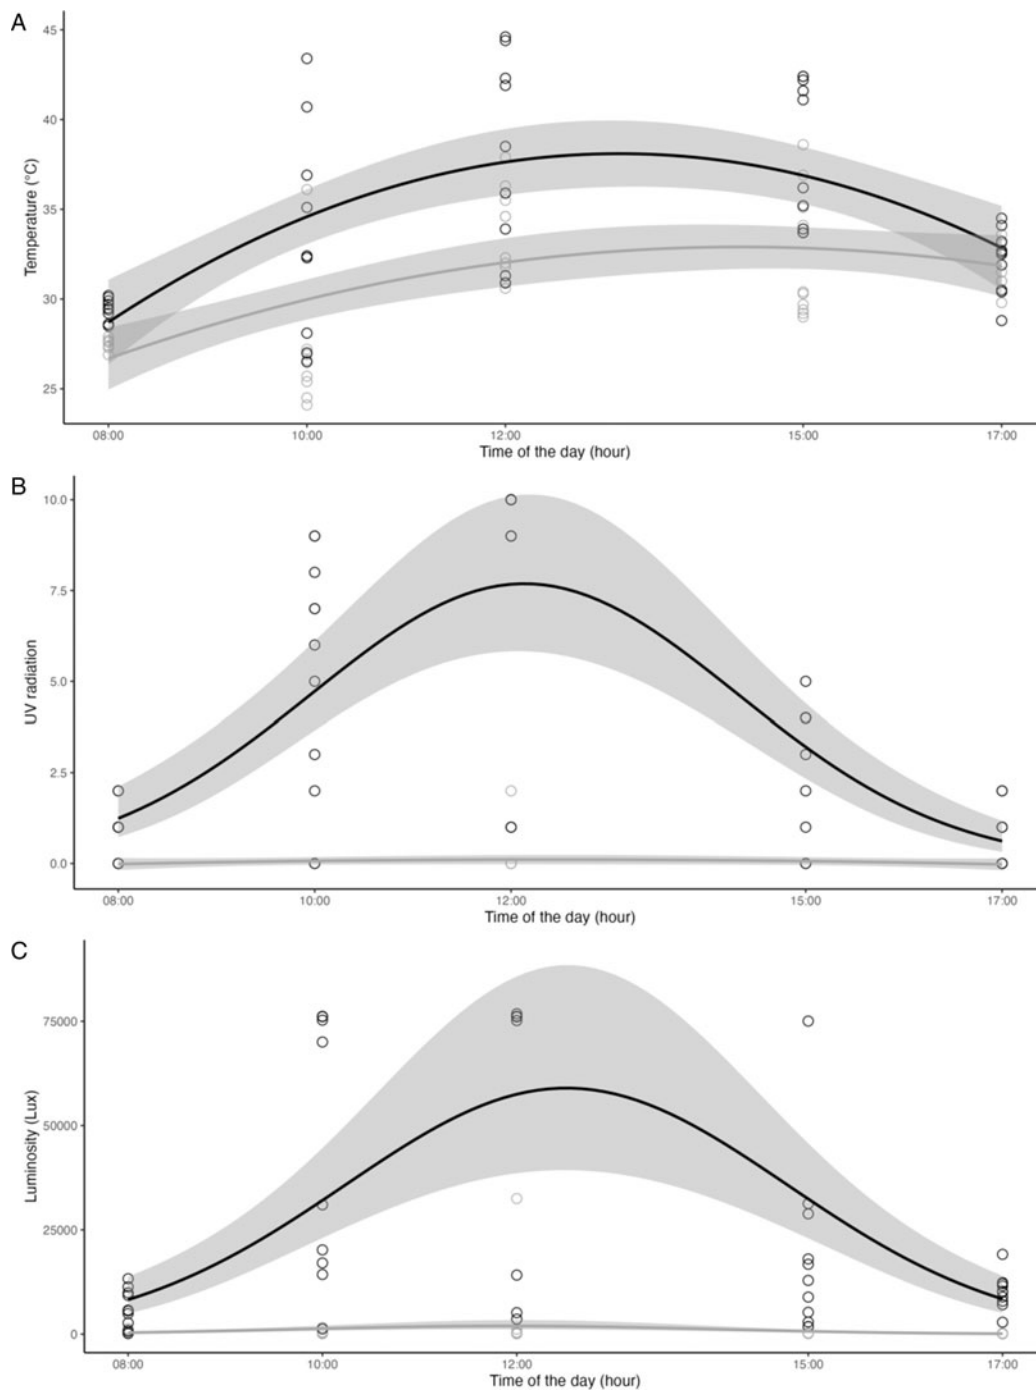 A
45
40
35
30
25
Temperature (°C)
08:00 10:00 12:00 15:00 17:00
Time of the day (hour)
B
10.0
7.5
5.0
2.5
0.0
UV radiation
08:00 10:00 12:00 15:00 17:00
Time of the day (hour)
C
75000
50000
25000
0
Luminosity (Lux)
08:00 10:00 12:00 15:00 17:00
Time of the day (hour)